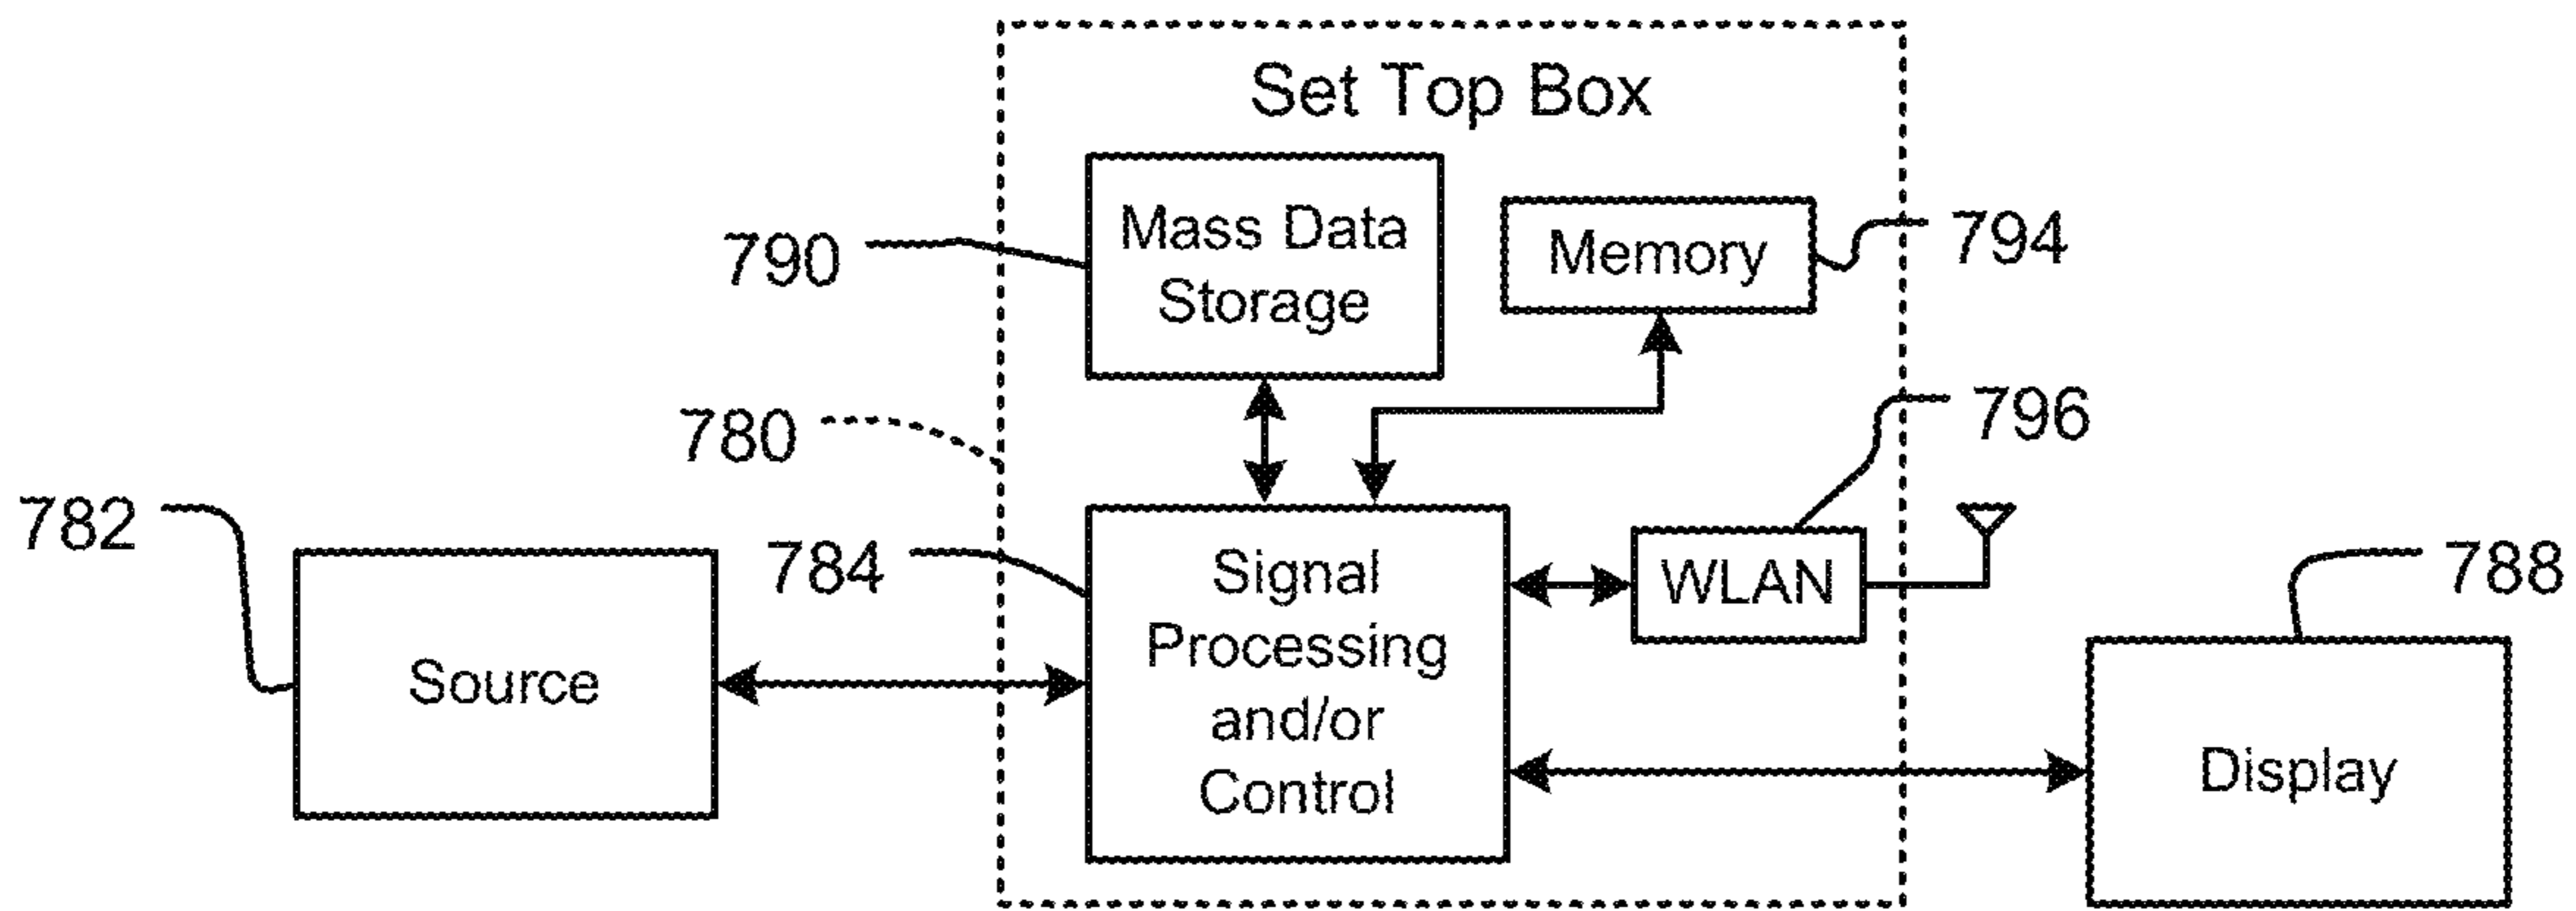 Set Top Box
790
Mass Data
Storage
Memory
794
780
796
782
784
Signal
Processing
and/or
Control
WLAN
788
Source
Display